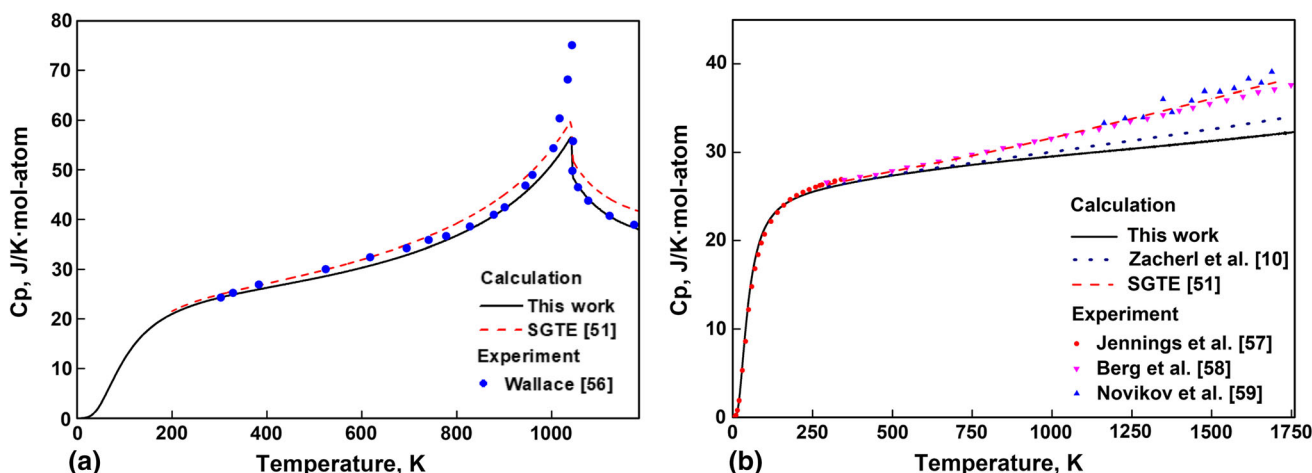 80
70
60
50
40
30
20
10
0
Cp, J/K·mol-atom
Calculation
This work
SGTE [51]
Experiment
Wallace [56]
0 200 400 600 800 1000
(a) Temperature, K
40
30
20
10
0
Cp, J/K·mol-atom
Calculation
This work
Zacherl et al. [10]
SGTE [51]
Experiment
Jennings et al. [57]
Berg et al. [58]
Novikov et al. [59]
0 250 500 750 1000 1250 1500 1750
(b) Temperature, K